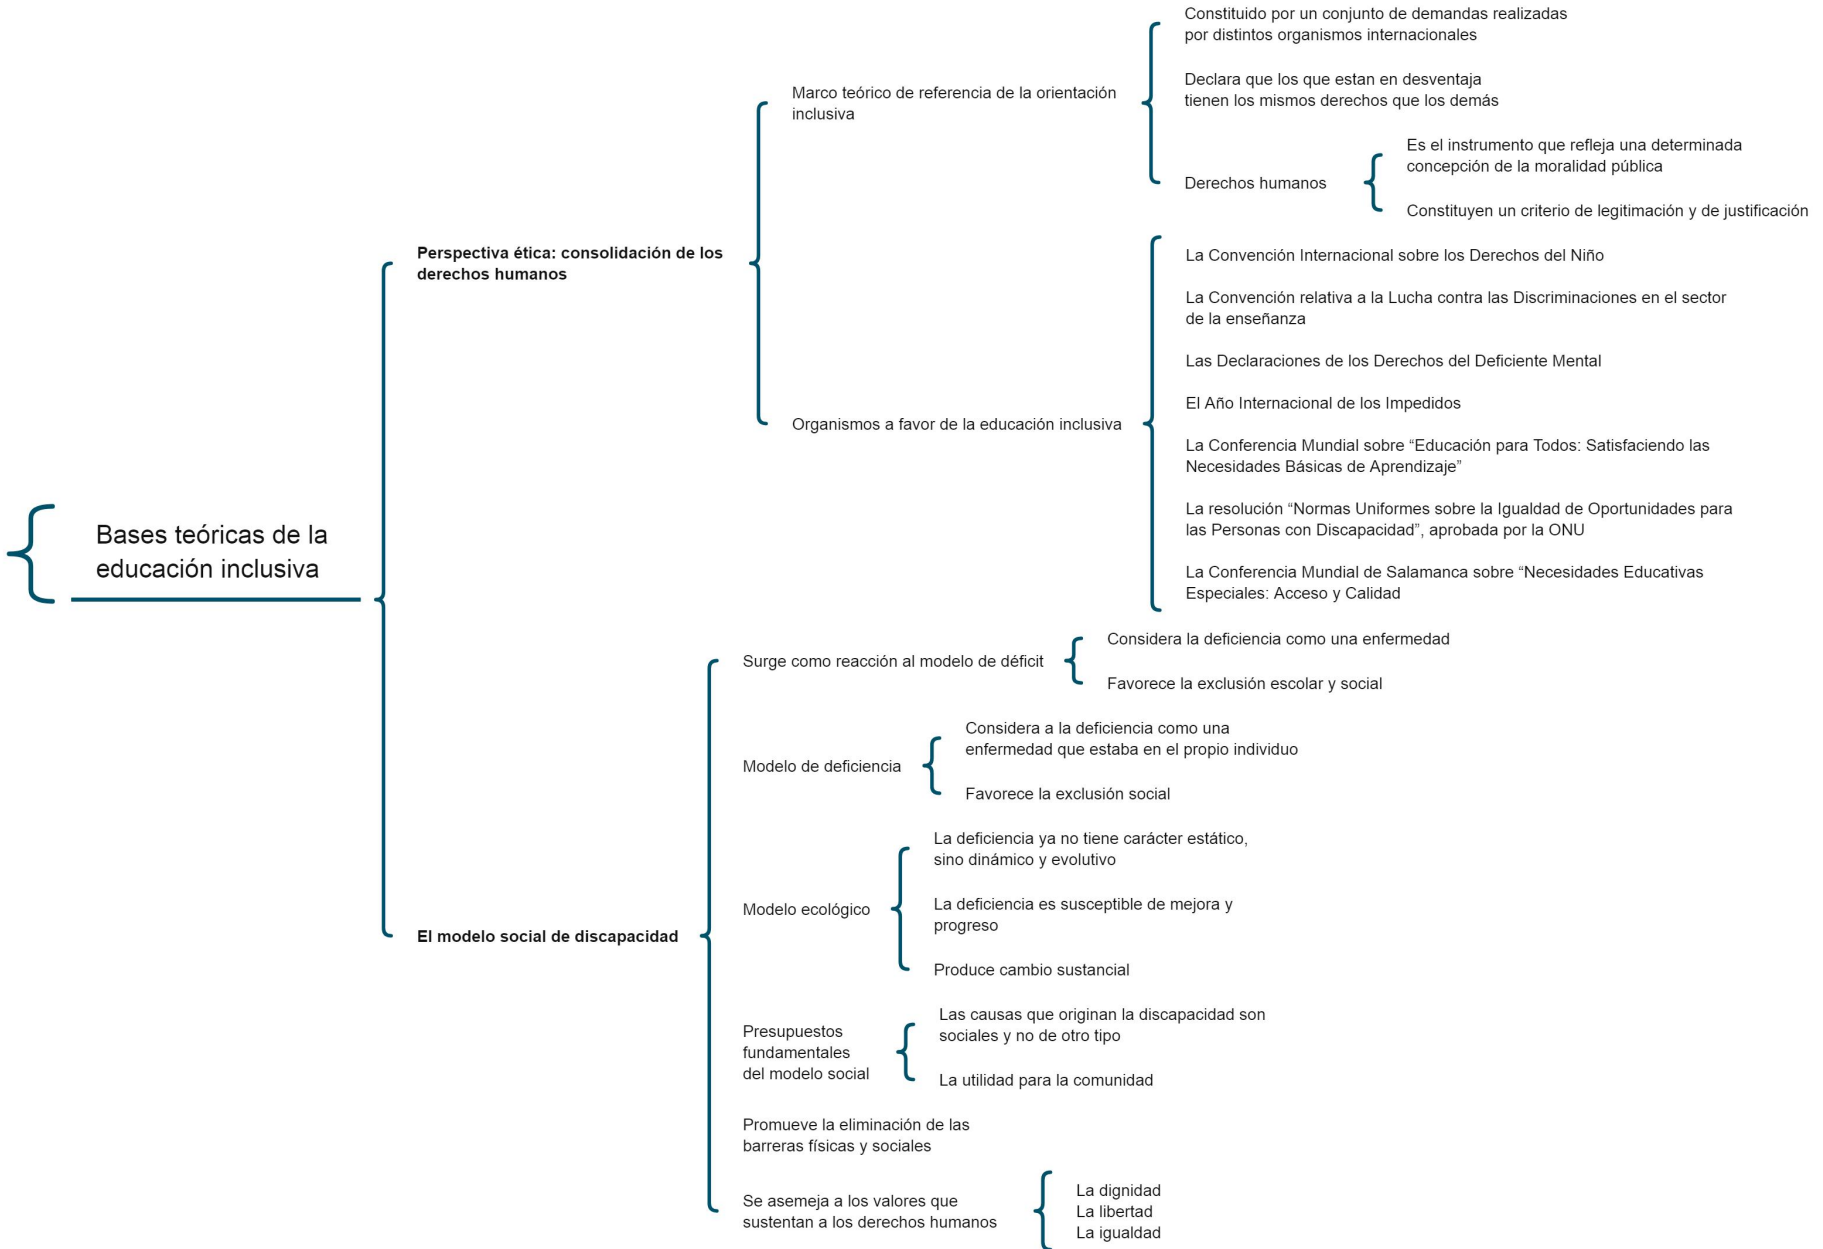 Bases teóricas de la
educación inclusiva
Perspectiva ética: consolidación de los
derechos humanos
Marco teórico de referencia de la orientación
inclusiva
Constituido por un conjunto de demandas realizadas
por distintos organismos internacionales
Declara que los que estan en desventaja
tienen los mismos derechos que los demás
Derechos humanos
Es el instrumento que refleja una determinada
concepción de la moralidad pública
Constituyen un criterio de legitimación y de justificación
Organismos a favor de la educación inclusiva
La Convención Internacional sobre los Derechos del Niño
La Convención relativa a la Lucha contra las Discriminaciones en el sector
de la enseñanza
Las Declaraciones de los Derechos del Deficiente Mental
El Año Internacional de los Impedidos
La Conferencia Mundial sobre “Educación para Todos: Satisfaciendo las
Necesidades Básicas de Aprendizaje”
La resolución “Normas Uniformes sobre la Igualdad de Oportunidades para
las Personas con Discapacidad”, aprobada por la ONU
La Conferencia Mundial de Salamanca sobre “Necesidades Educativas
Especiales: Acceso y Calidad
El modelo social de discapacidad
Surge como reacción al modelo de déficit
Considera la deficiencia como una enfermedad
Favorece la exclusión escolar y social
Modelo de deficiencia
Considera a la deficiencia como una
enfermedad que estaba en el propio individuo
Favorece la exclusión social
Modelo ecológico
La deficiencia ya no tiene carácter estático,
sino dinámico y evolutivo
La deficiencia es susceptible de mejora y
progreso
Produce cambio sustancial
Presupuestos
fundamentales
del modelo social
Las causas que originan la discapacidad son
sociales y no de otro tipo
La utilidad para la comunidad
Promueve la eliminación de las
barreras físicas y sociales
Se asemeja a los valores que
sustentan a los derechos humanos
La dignidad
La libertad
La igualdad